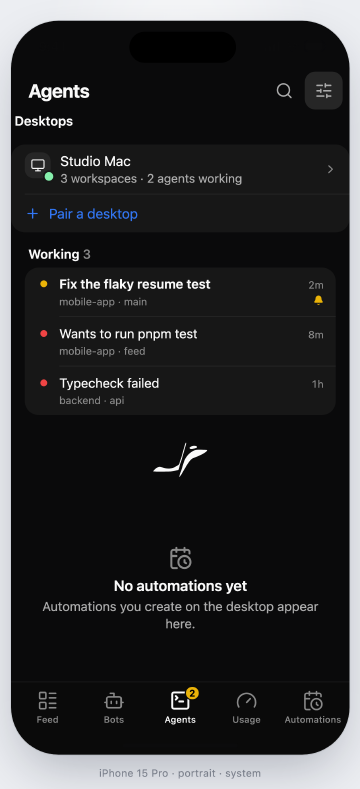 Agents
Desktops
Studio Mac
3 workspaces · 2 agents working
+ Pair a desktop
Working 3
Fix the flaky resume test 2m
mobile-app · main
Wants to run pnpm test 8m
mobile-app · feed
Typecheck failed 1h
backend · api
No automations yet
Automations you create on the desktop appear
here.
2
Feed Bots Agents Usage Automations
iPhone 15 Pro · portrait · system